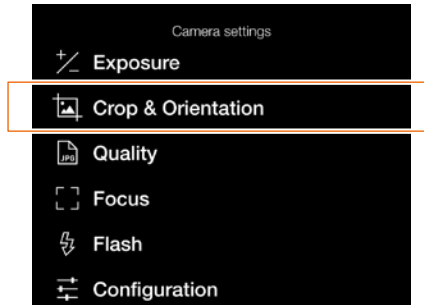 Camera settings
+/- Exposure
Crop & Orientation
JPG Quality
Focus
Flash
Configuration